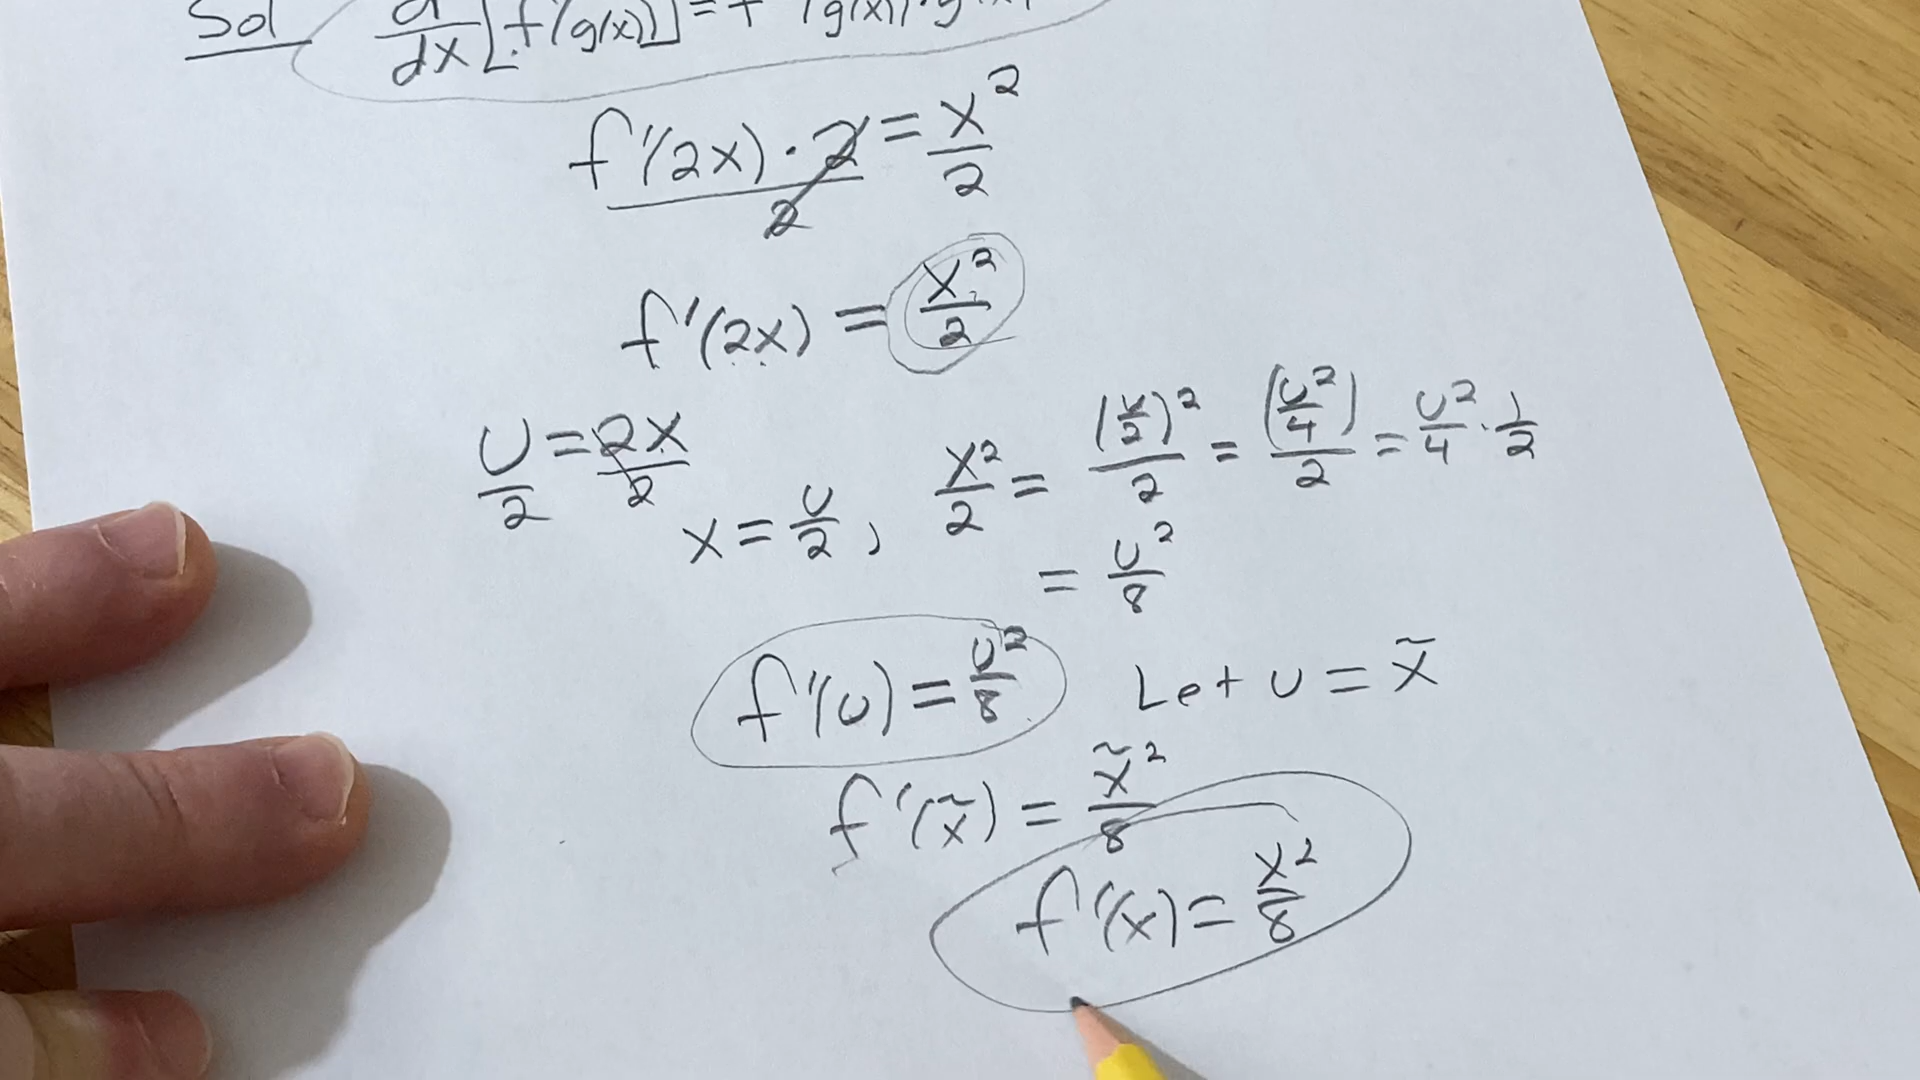 Sol d/dx[f(g(x))] = f'(g(x))·g'(x)
f'(2x)·2/2 = x²/2
f'(2x) = x²/2
U/2 = 2x/2
x = U/2, x²/2 = (U/2)²/2 = (U²/4)/2 = U²/4 · 1/2
= U²/8
f'(U) = U²/8 Let U = x̃
f'(x̃) = x̃²/8
f'(x) = x²/8